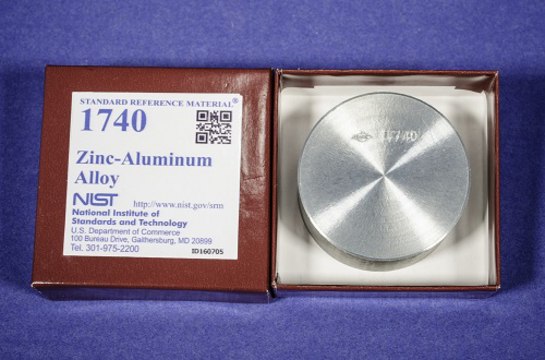 STANDARD REFERENCE MATERIAL®
1740
Zinc-Aluminum
Alloy
NIST http://www.nist.gov/srm
National Institute of
Standards and Technology
U.S. Department of Commerce
100 Bureau Drive, Gaithersburg, MD 20899
Tel. 301-975-2200
ID160705
1740